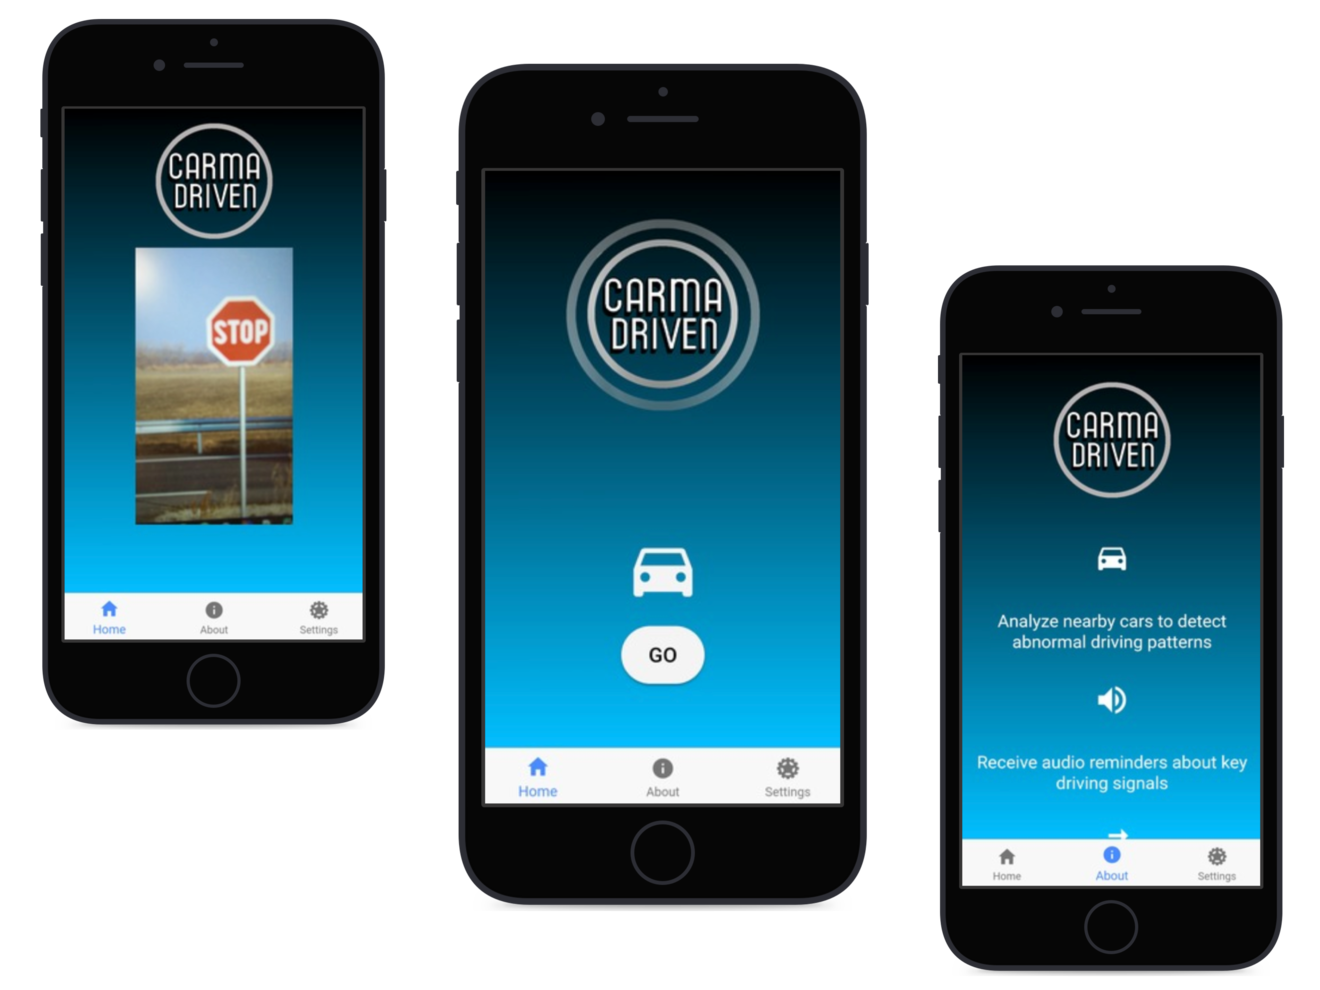 CARMA
DRIVEN
STOP
Home
About
Settings
CARMA
DRIVEN
GO
Home
About
Settings
CARMA
DRIVEN
Analyze nearby cars to detect
abnormal driving patterns
Receive audio reminders about key
driving signals
Home
About
Settings